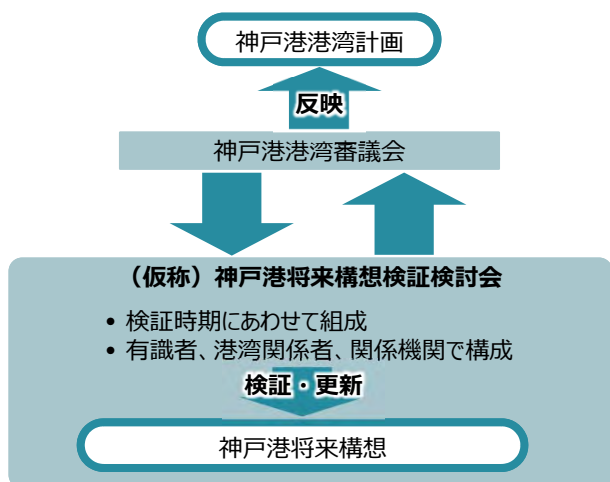 神戸港港湾計画
反映
神戸港港湾審議会
（仮称）神戸港将来構想検証検討会
• 検証時期にあわせて組成
• 有識者、港湾関係者、関係機関で構成
検証・更新
神戸港将来構想